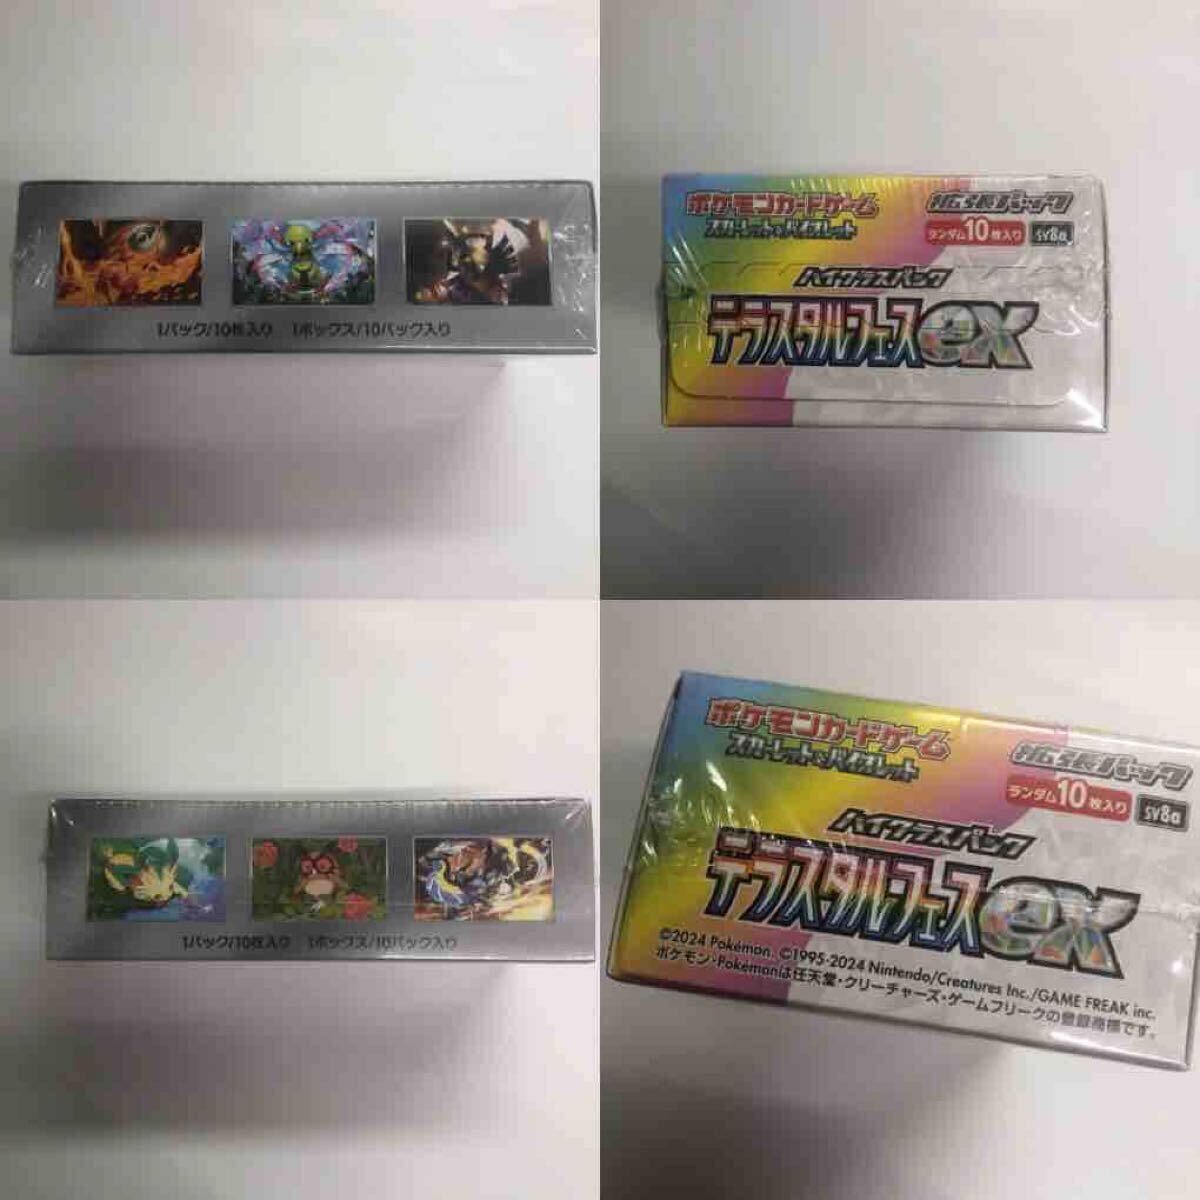 1パック/10枚入り 1ボックス/10パック入り
ポケモンカードゲーム
スカーレット&バイオレット
拡張パック
ランダム10枚入り SV8a
ハイクラスパック
テラスタルフェスex
1パック/10枚入り 1ボックス/10パック入り
ポケモンカードゲーム
スカーレット&バイオレット
拡張パック
ランダム10枚入り SV8a
ハイクラスパック
テラスタルフェスex
©2024 Pokémon. ©1995-2024 Nintendo/Creatures Inc./GAME FREAK inc.
ポケモン・Pokémonは任天堂・クリーチャーズ・ゲームフリークの登録商標です。